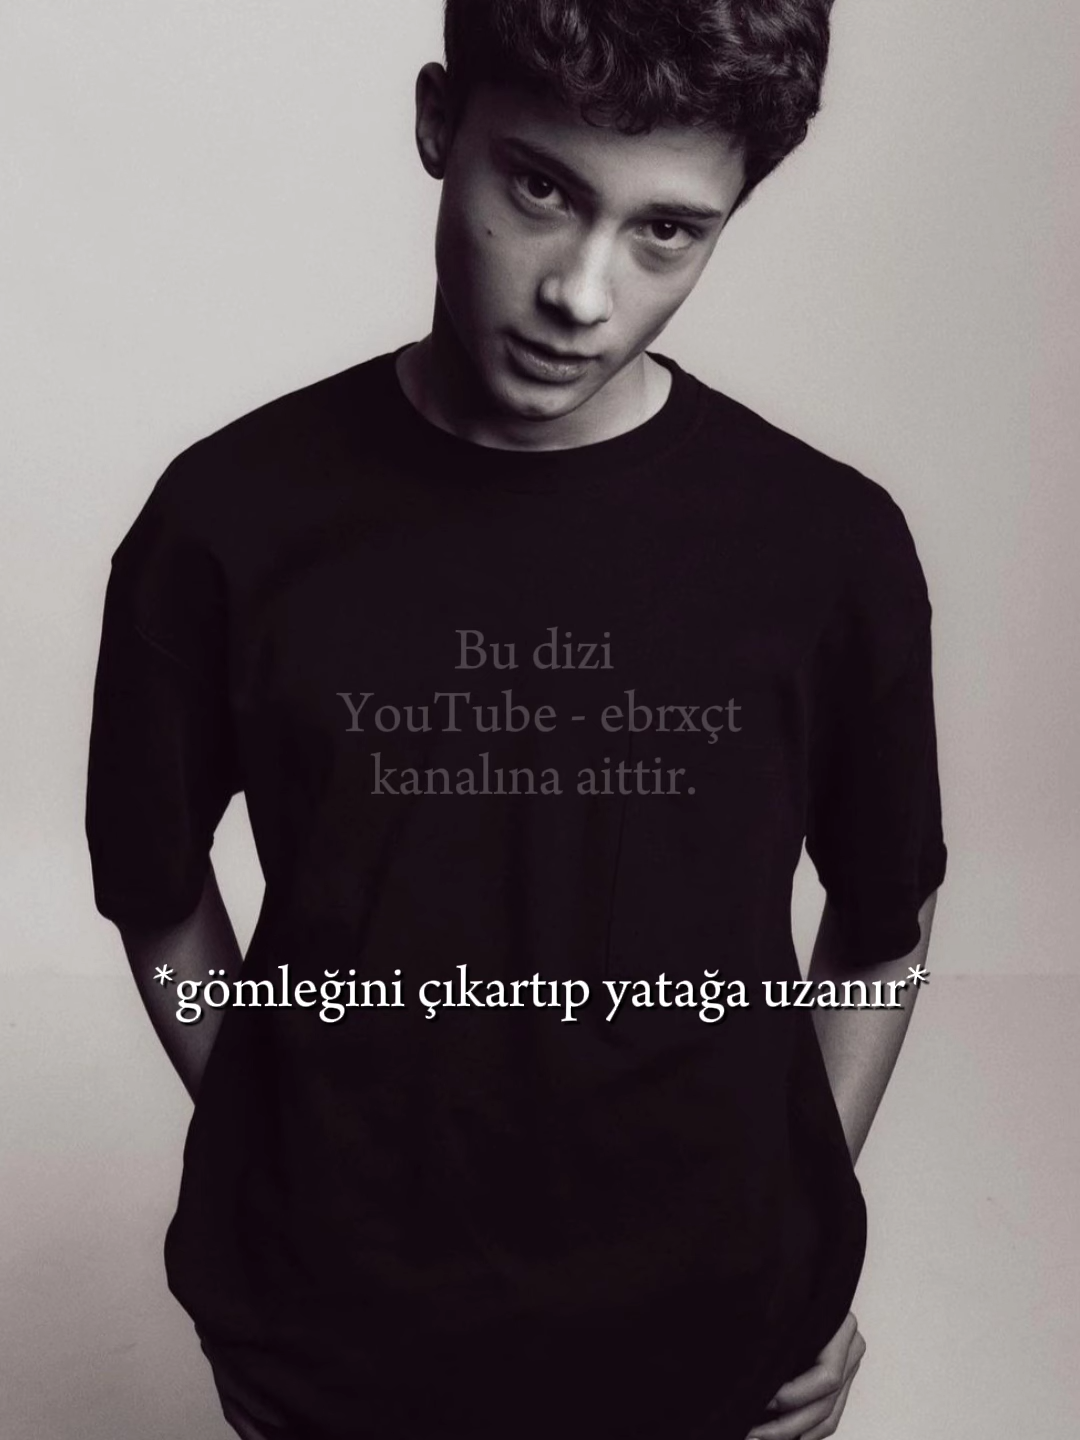 Bu dizi
YouTube - ebrxçt
kanalına aittir.
*gömleğini çıkartıp yatağa uzanır*